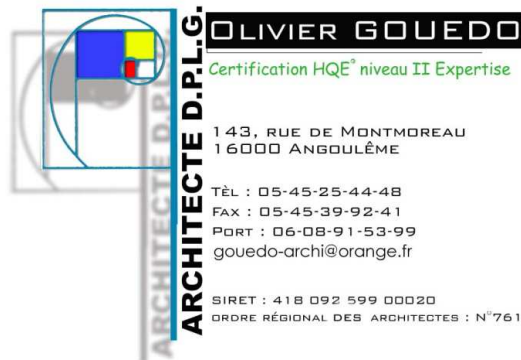 ARCHITECTE D.P.L.G.
OLIVIER GOUEDO
Certification HQE° niveau II Expertise
143, RUE DE MONTMOREAU
16000 ANGOULÊME
TÈL : 05-45-25-44-48
FAX : 05-45-39-92-41
PORT : 06-08-91-53-99
gouedo-archi@orange.fr
SIRET : 418 092 599 00020
ORDRE RÉGIONAL DES ARCHITECTES : N°761